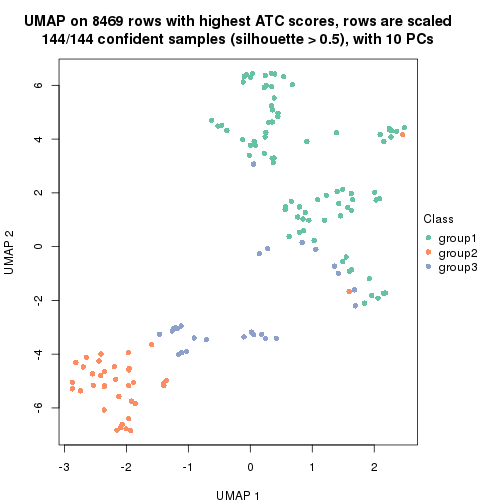 UMAP on 8469 rows with highest ATC scores, rows are scaled
144/144 confident samples (silhouette > 0.5), with 10 PCs
6
4
2
0
-2
-4
-6
UMAP 2
Class
group1
group2
group3
-3 -2 -1 0 1 2
UMAP 1